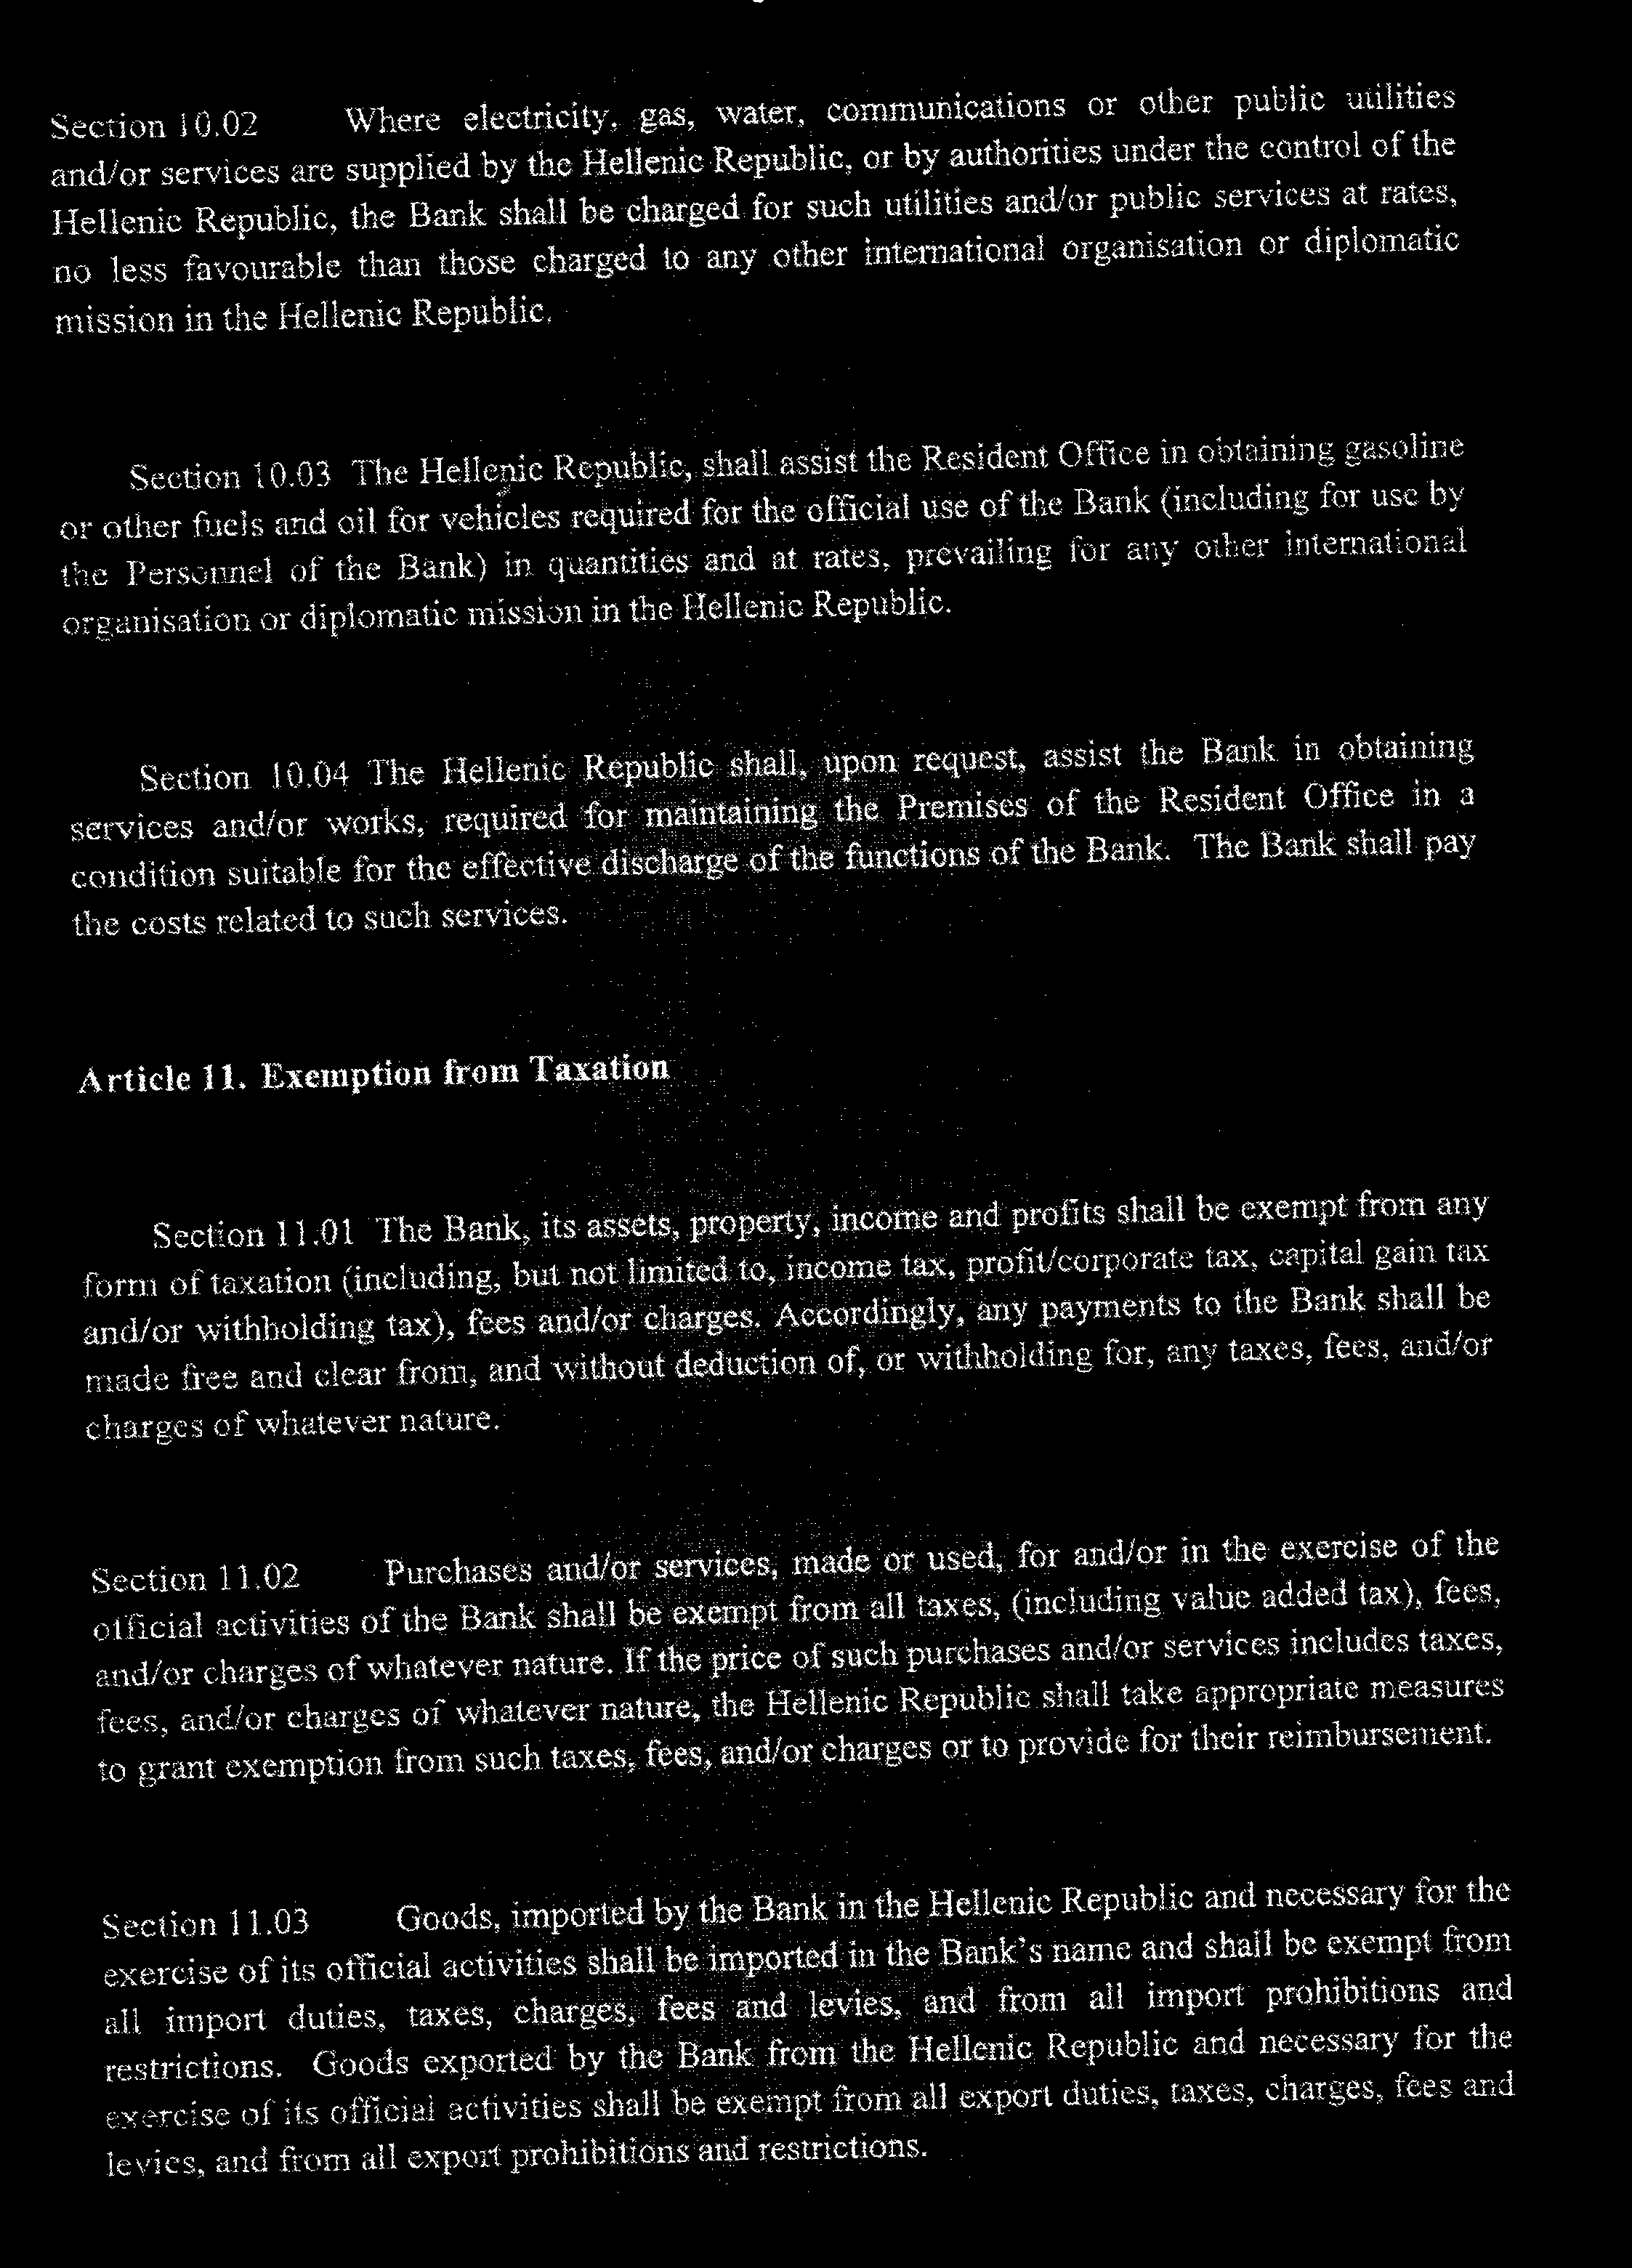 Section 10.02 Where electricity, gas, water, communications or other public utilities
and/or services are supplied by the Hellenic Republic, or by authorities under the control of the
Hellenic Republic, the Bank shall be charged for such utilities and/or public services at rates,
no less favourable than those charged to any other international organisation or diplomatic
mission in the Hellenic Republic.
Section 10.03 The Hellenic Republic, shall assist the Resident Office in obtaining gasoline
or other fuels and oil for vehicles required for the official use of the Bank (including for use by
the Personnel of the Bank) in quantities and at rates, prevailing for any other international
organisation or diplomatic mission in the Hellenic Republic.
Section 10.04 The Hellenic Republic shall, upon request, assist the Bank in obtaining
services and/or works, required for maintaining the Premises of the Resident Office in a
condition suitable for the effective discharge of the functions of the Bank. The Bank shall pay
the costs related to such services.
Article 11. Exemption from Taxation
Section 11.01 The Bank, its assets, property, income and profits shall be exempt from any
form of taxation (including, but not limited to, income tax, profit/corporate tax, capital gain tax
and/or withholding tax), fees and/or charges. Accordingly, any payments to the Bank shall be
made free and clear from, and without deduction of, or withholding for, any taxes, fees, and/or
charges of whatever nature.
Section 11.02 Purchases and/or services, made or used, for and/or in the exercise of the
official activities of the Bank shall be exempt from all taxes, (including value added tax), fees,
and/or charges of whatever nature. If the price of such purchases and/or services includes taxes,
fees, and/or charges of whatever nature, the Hellenic Republic shall take appropriate measures
to grant exemption from such taxes, fees, and/or charges or to provide for their reimbursement.
Section 11.03 Goods, imported by the Bank in the Hellenic Republic and necessary for the
exercise of its official activities shall be imported in the Bank's name and shall be exempt from
all import duties, taxes, charges, fees and levies, and from all import prohibitions and
restrictions. Goods exported by the Bank from the Hellenic Republic and necessary for the
exercise of its official activities shall be exempt from all export duties, taxes, charges, fees and
levies, and from all export prohibitions and restrictions.